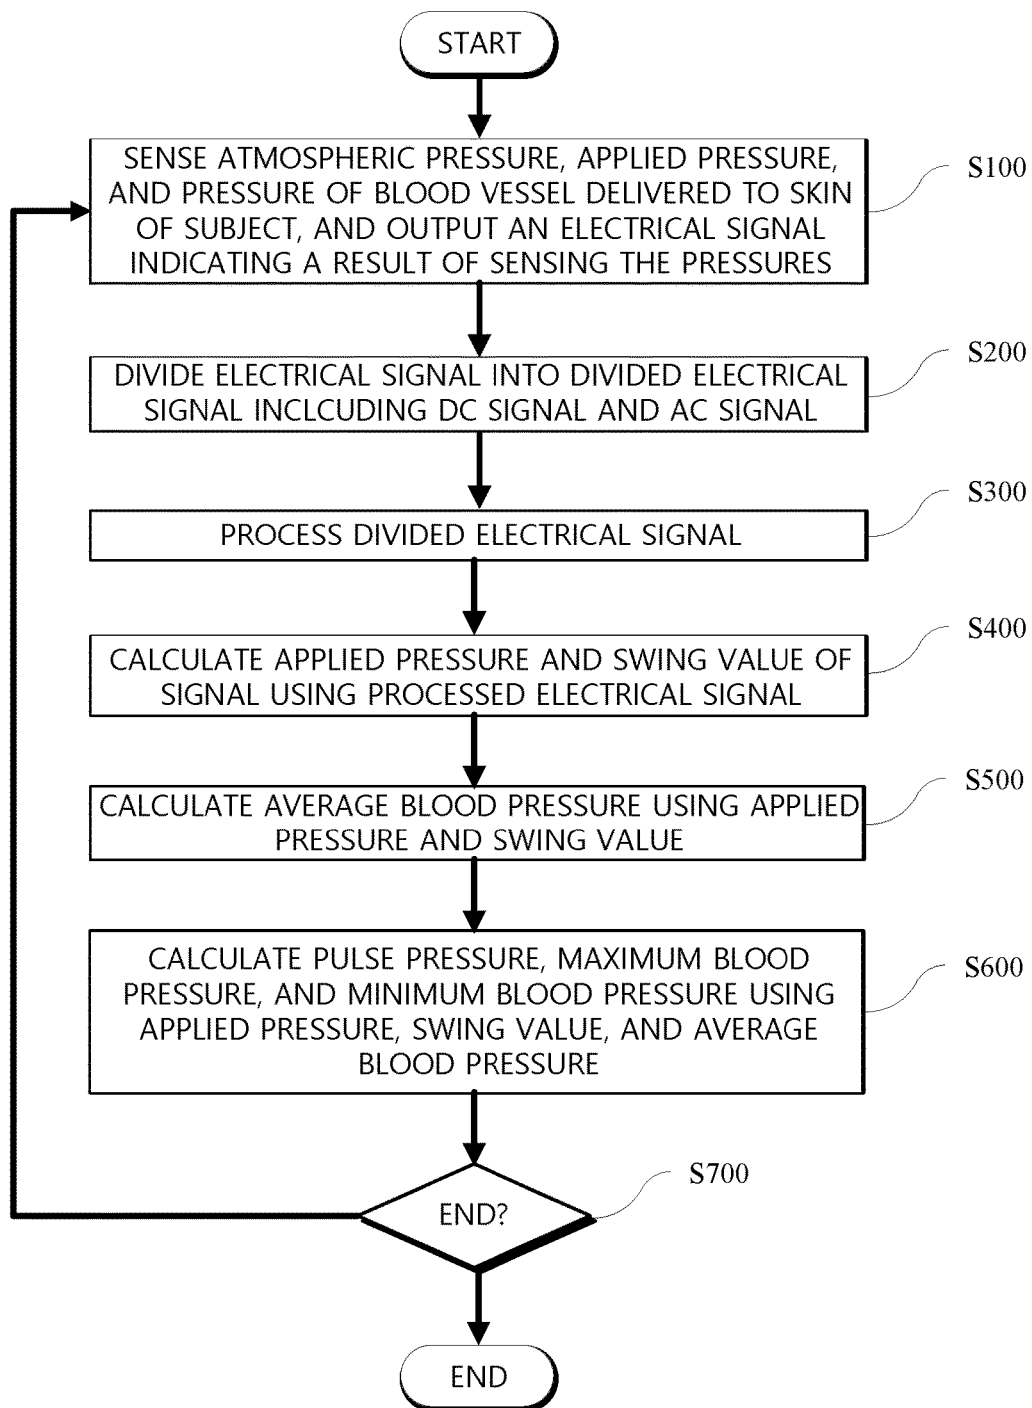 START
SENSE ATMOSPHERIC PRESSURE, APPLIED PRESSURE,
AND PRESSURE OF BLOOD VESSEL DELIVERED TO SKIN
OF SUBJECT, AND OUTPUT AN ELECTRICAL SIGNAL
INDICATING A RESULT OF SENSING THE PRESSURES
S100
DIVIDE ELECTRICAL SIGNAL INTO DIVIDED ELECTRICAL
SIGNAL INCLCUDING DC SIGNAL AND AC SIGNAL
S200
PROCESS DIVIDED ELECTRICAL SIGNAL
S300
CALCULATE APPLIED PRESSURE AND SWING VALUE OF
SIGNAL USING PROCESSED ELECTRICAL SIGNAL
S400
CALCULATE AVERAGE BLOOD PRESSURE USING APPLIED
PRESSURE AND SWING VALUE
S500
CALCULATE PULSE PRESSURE, MAXIMUM BLOOD
PRESSURE, AND MINIMUM BLOOD PRESSURE USING
APPLIED PRESSURE, SWING VALUE, AND AVERAGE
BLOOD PRESSURE
S600
END?
S700
END